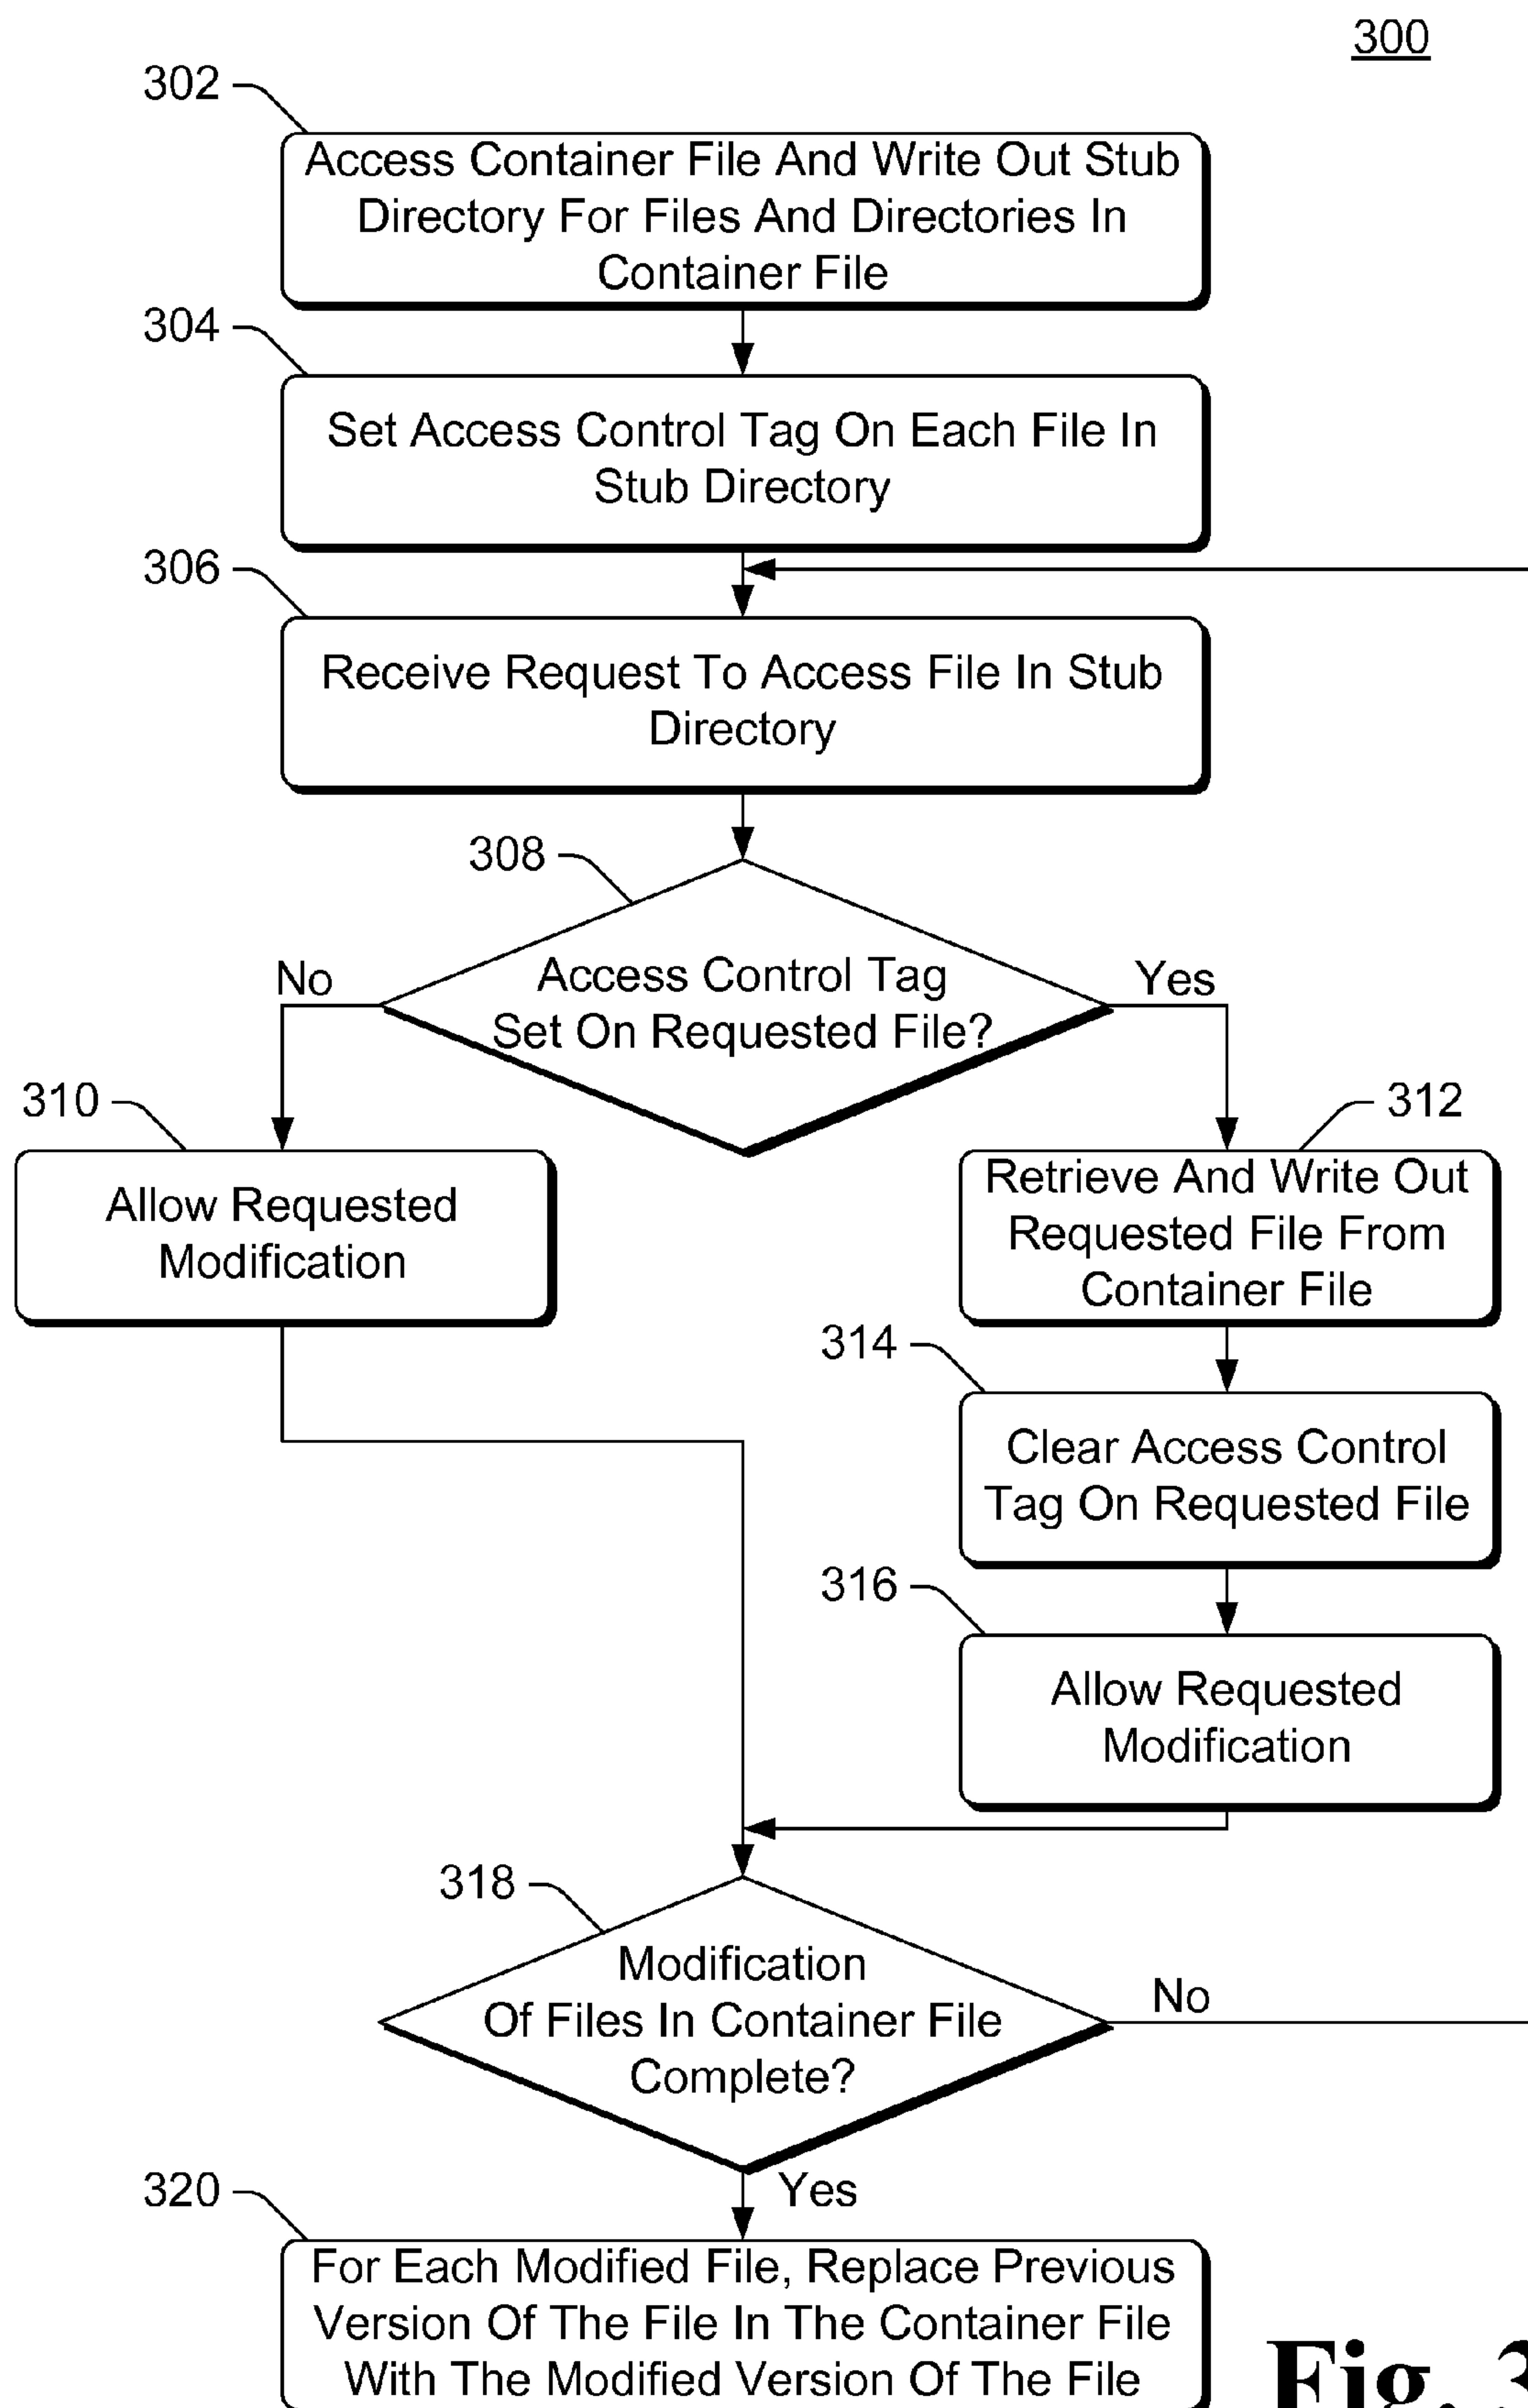 300
302
Access Container File And Write Out Stub
Directory For Files And Directories In
Container File
304
Set Access Control Tag On Each File In
Stub Directory
306
Receive Request To Access File In Stub
Directory
308
Access Control Tag
Set On Requested File?
No
Yes
310
Allow Requested
Modification
312
Retrieve And Write Out
Requested File From
Container File
314
Clear Access Control
Tag On Requested File
316
Allow Requested
Modification
318
Modification
Of Files In Container File
Complete?
No
Yes
320
For Each Modified File, Replace Previous
Version Of The File In The Container File
With The Modified Version Of The File
Fig. 3